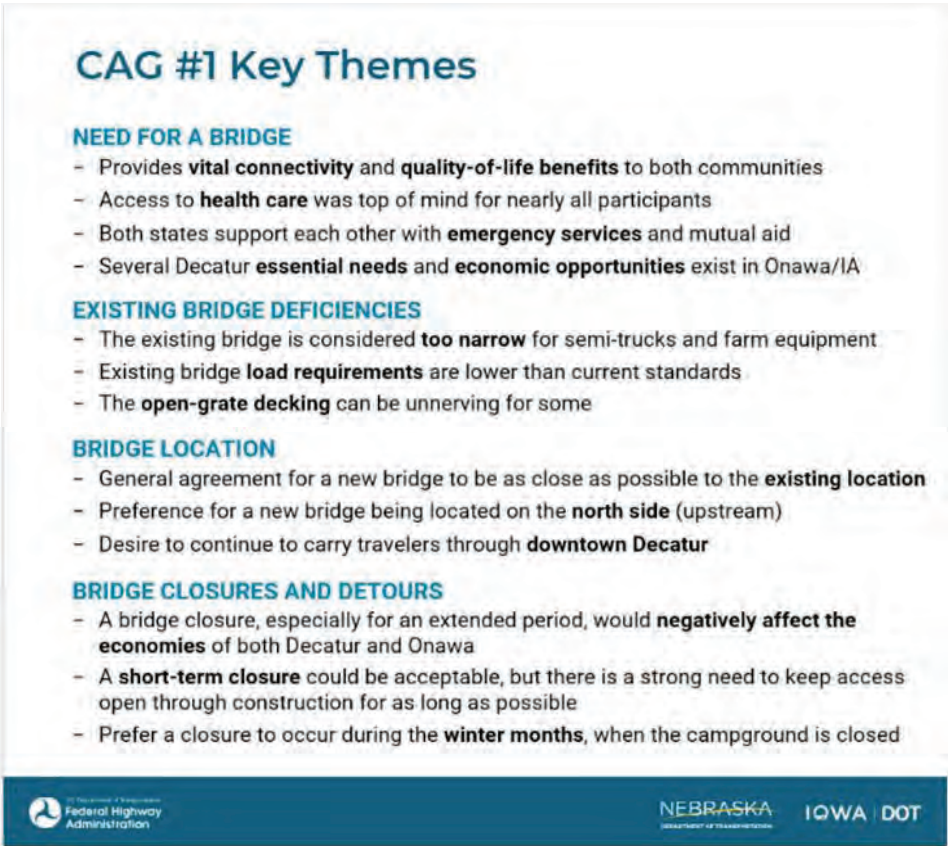 CAG #1 Key Themes
NEED FOR A BRIDGE
– Provides vital connectivity and quality-of-life benefits to both communities
– Access to health care was top of mind for nearly all participants
– Both states support each other with emergency services and mutual aid
– Several Decatur essential needs and economic opportunities exist in Onawa/IA
EXISTING BRIDGE DEFICIENCIES
– The existing bridge is considered too narrow for semi-trucks and farm equipment
– Existing bridge load requirements are lower than current standards
– The open-grate decking can be unnerving for some
BRIDGE LOCATION
– General agreement for a new bridge to be as close as possible to the existing location
– Preference for a new bridge being located on the north side (upstream)
– Desire to continue to carry travelers through downtown Decatur
BRIDGE CLOSURES AND DETOURS
– A bridge closure, especially for an extended period, would negatively affect the
economies of both Decatur and Onawa
– A short-term closure could be acceptable, but there is a strong need to keep access
open through construction for as long as possible
– Prefer a closure to occur during the winter months, when the campground is closed
U.S. Department of Transportation
Federal Highway
Administration
NEBRASKA
DEPARTMENT OF TRANSPORTATION
IOWA DOT